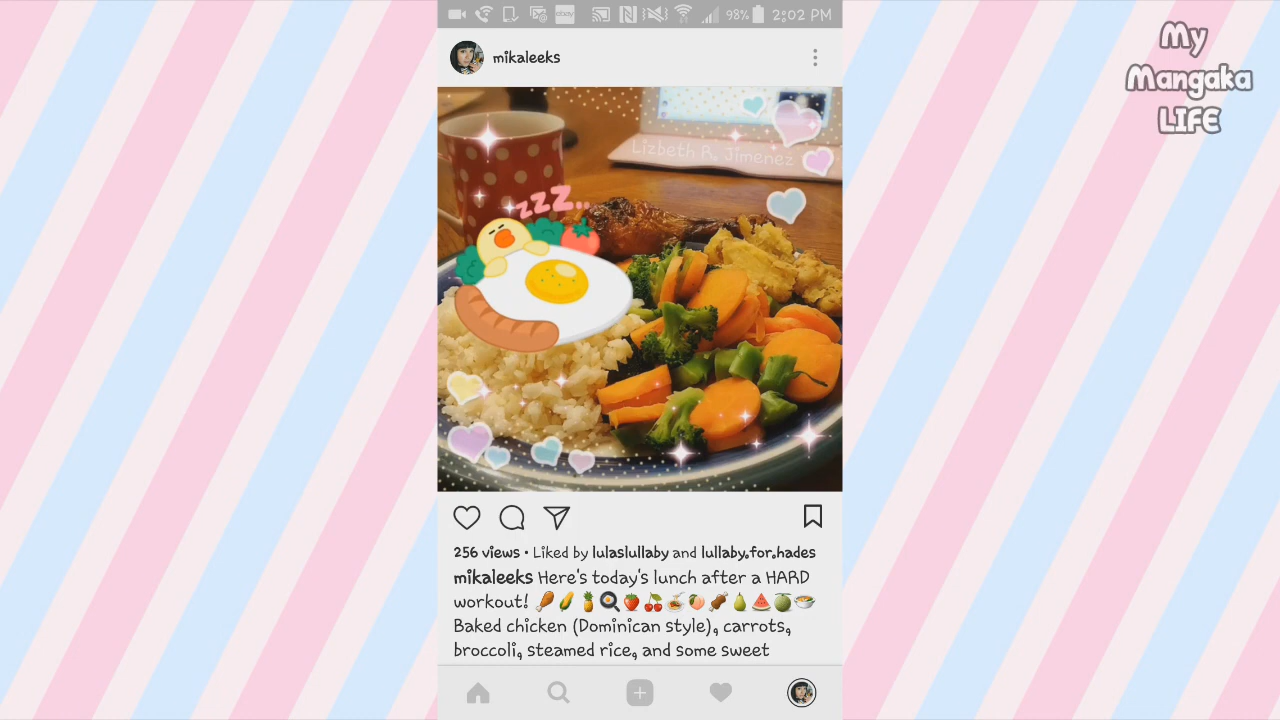 ebay 98% 2:02 PM
My
Mangaka
LIFE
mikaleeks
Lizbeth R. Jimenez
zzz..
256 views • Liked by lulaslullaby and lullaby.for.hades
mikaleeks Here's today's lunch after a HARD
workout! 🍗🌽🍍🍳🍓🍒🍝🍑🍖🍐🍉🍈🍲
Baked chicken (Dominican style), carrots,
broccoli, steamed rice, and some sweet